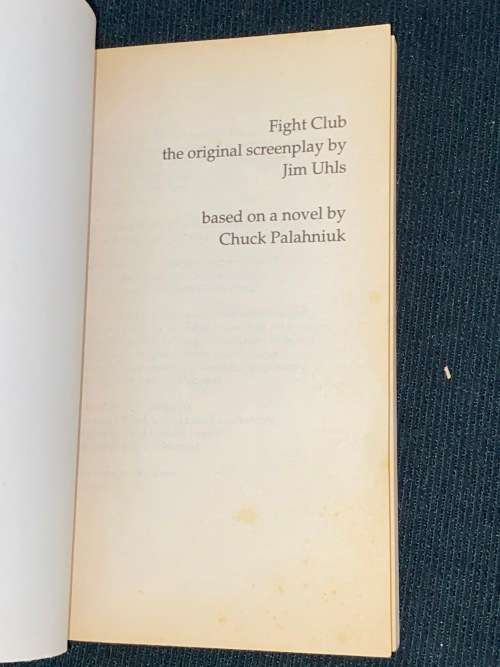 Fight Club
the original screenplay by
Jim Uhls
based on a novel by
Chuck Palahniuk